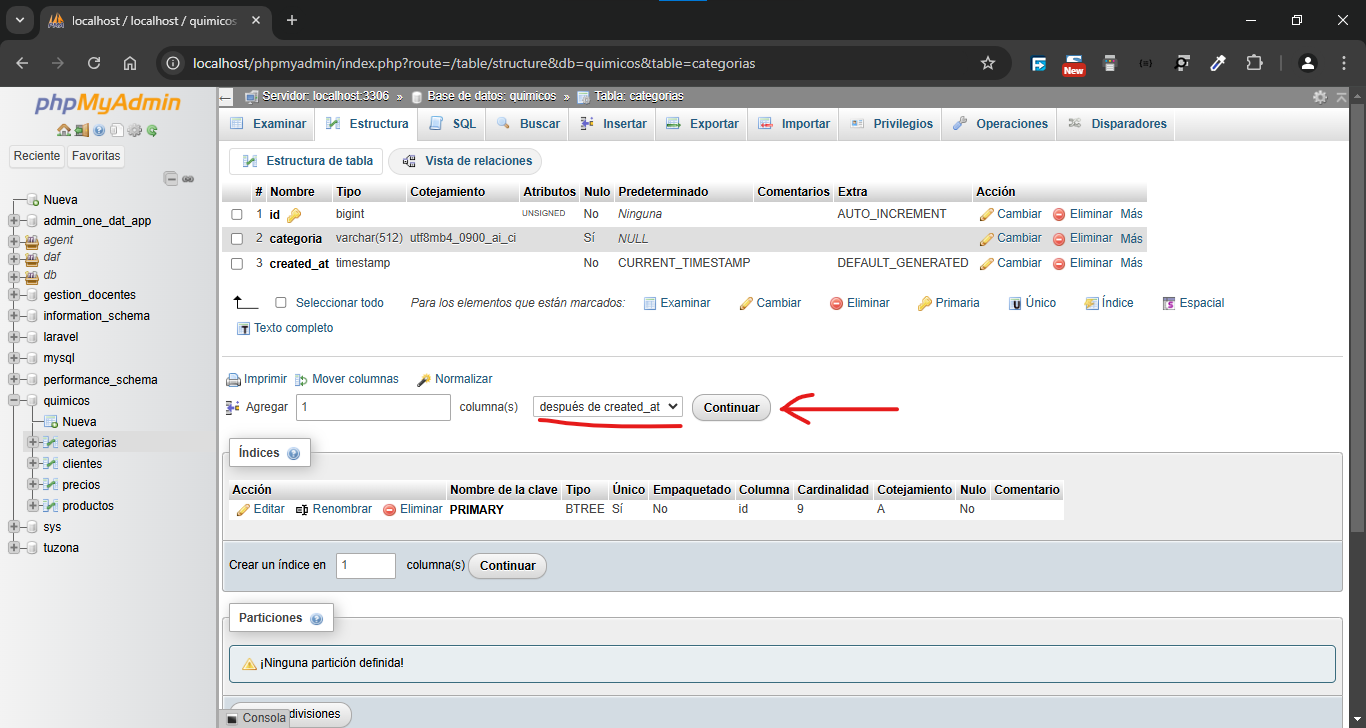 localhost / localhost / quimicos
localhost/phpmyadmin/index.php?route=/table/structure&db=quimicos&table=categorias
New
phpMyAdmin
Reciente Favoritas
Nueva
admin_one_dat_app
agent
daf
db
gestion_docentes
information_schema
laravel
mysql
performance_schema
quimicos
Nueva
categorias
clientes
precios
productos
sys
tuzona
Servidor: localhost:3306 » Base de datos: quimicos » Tabla: categorias
Examinar Estructura SQL Buscar Insertar Exportar Importar Privilegios Operaciones Disparadores
Estructura de tabla Vista de relaciones
# Nombre Tipo Cotejamiento Atributos Nulo Predeterminado Comentarios Extra Acción
1 id bigint UNSIGNED No Ninguna AUTO_INCREMENT Cambiar Eliminar Más
2 categoria varchar(512) utf8mb4_0900_ai_ci Sí NULL Cambiar Eliminar Más
3 created_at timestamp No CURRENT_TIMESTAMP DEFAULT_GENERATED Cambiar Eliminar Más
Seleccionar todo Para los elementos que están marcados: Examinar Cambiar Eliminar Primaria Único Índice Espacial
Texto completo
Imprimir Mover columnas Normalizar
Agregar 1 columna(s) después de created_at Continuar
Índices
Acción Nombre de la clave Tipo Único Empaquetado Columna Cardinalidad Cotejamiento Nulo Comentario
Editar Renombrar Eliminar PRIMARY BTREE Sí No id 9 A No
Crear un índice en 1 columna(s) Continuar
Particiones
¡Ninguna partición definida!
divisiones
Consola